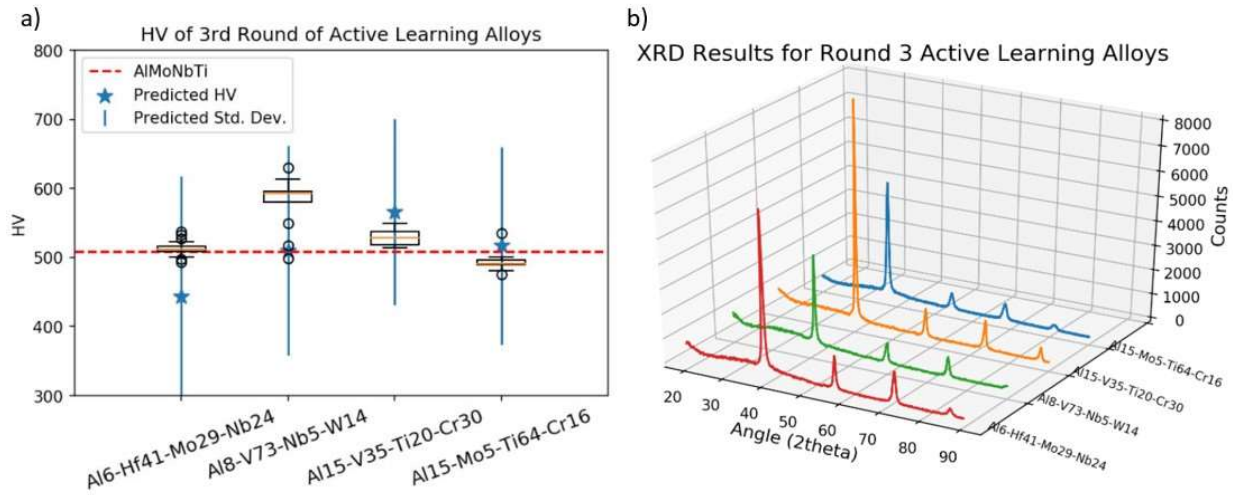 a)
HV of 3rd Round of Active Learning Alloys
800
700
600
500
400
300
HV
AlMoNbTi
Predicted HV
Predicted Std. Dev.
Al6-Hf41-Mo29-Nb24
Al8-V73-Nb5-W14
Al15-V35-Ti20-Cr30
Al15-Mo5-Ti64-Cr16
b)
XRD Results for Round 3 Active Learning Alloys
8000
7000
6000
5000
4000
3000
2000
1000
0
Counts
20
30
40
50
60
70
80
90
Angle (2theta)
Al15-Mo5-Ti64-Cr16
Al15-V35-Ti20-Cr30
Al8-V73-Nb5-W14
Al6-Hf41-Mo29-Nb24